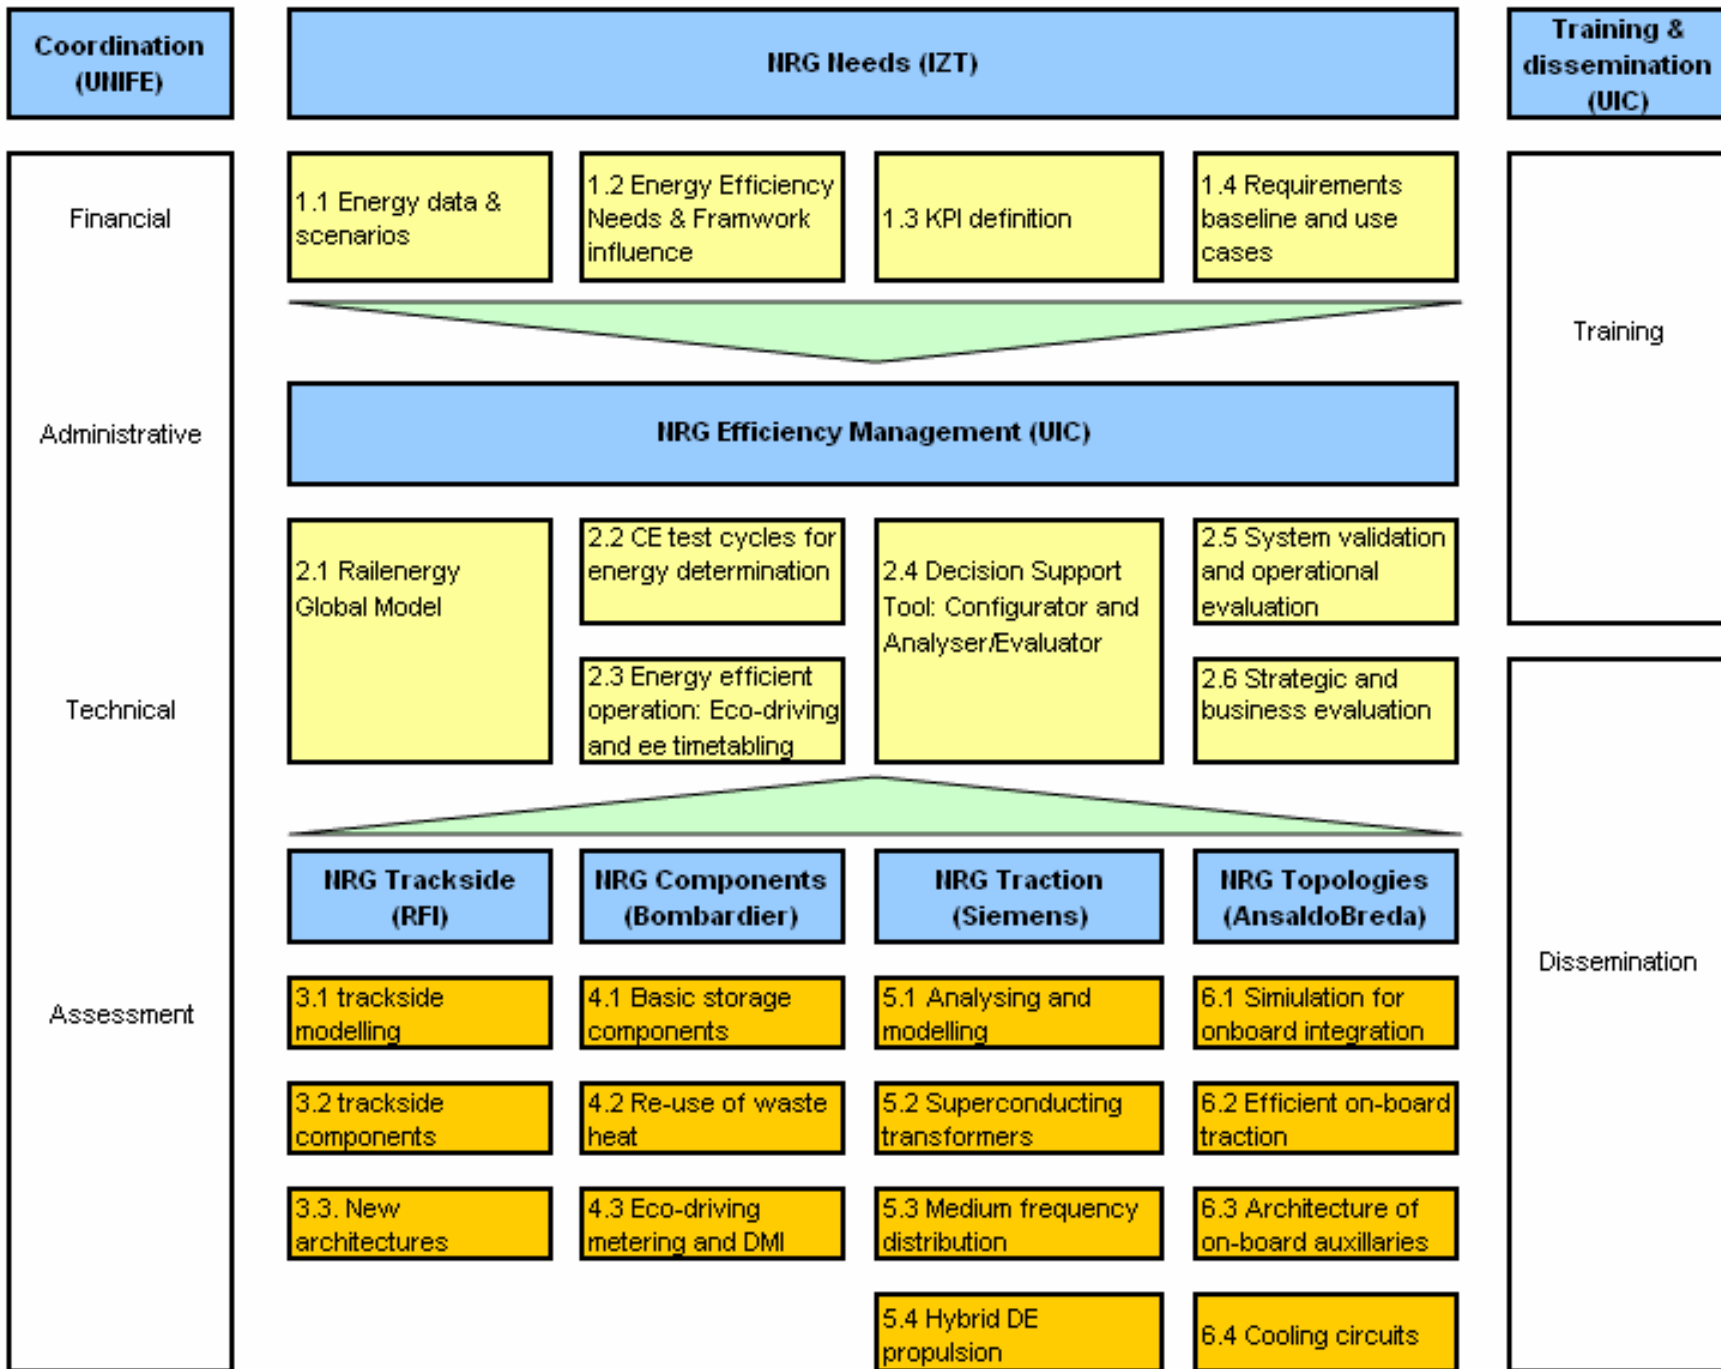 Coordination
(UNIFE)
NRG Needs (IZT)
Training &
dissemination
(UIC)
Financial
Administrative
Technical
Assessment
1.1 Energy data &
scenarios
1.2 Energy Efficiency
Needs & Framwork
influence
1.3 KPI definition
1.4 Requirements
baseline and use
cases
NRG Efficiency Management (UIC)
2.1 Railenergy
Global Model
2.2 CE test cycles for
energy determination
2.3 Energy efficient
operation: Eco-driving
and ee timetabling
2.4 Decision Support
Tool: Configurator and
Analyser/Evaluator
2.5 System validation
and operational
evaluation
2.6 Strategic and
business evaluation
NRG Trackside
(RFI)
3.1 trackside
modelling
3.2 trackside
components
3.3. New
architectures
NRG Components
(Bombardier)
4.1 Basic storage
components
4.2 Re-use of waste
heat
4.3 Eco-driving
metering and DMI
NRG Traction
(Siemens)
5.1 Analysing and
modelling
5.2 Superconducting
transformers
5.3 Medium frequency
distribution
5.4 Hybrid DE
propulsion
NRG Topologies
(AnsaldoBreda)
6.1 Simiulation for
onboard integration
6.2 Efficient on-board
traction
6.3 Architecture of
on-board auxillaries
6.4 Cooling circuits
Training
Dissemination